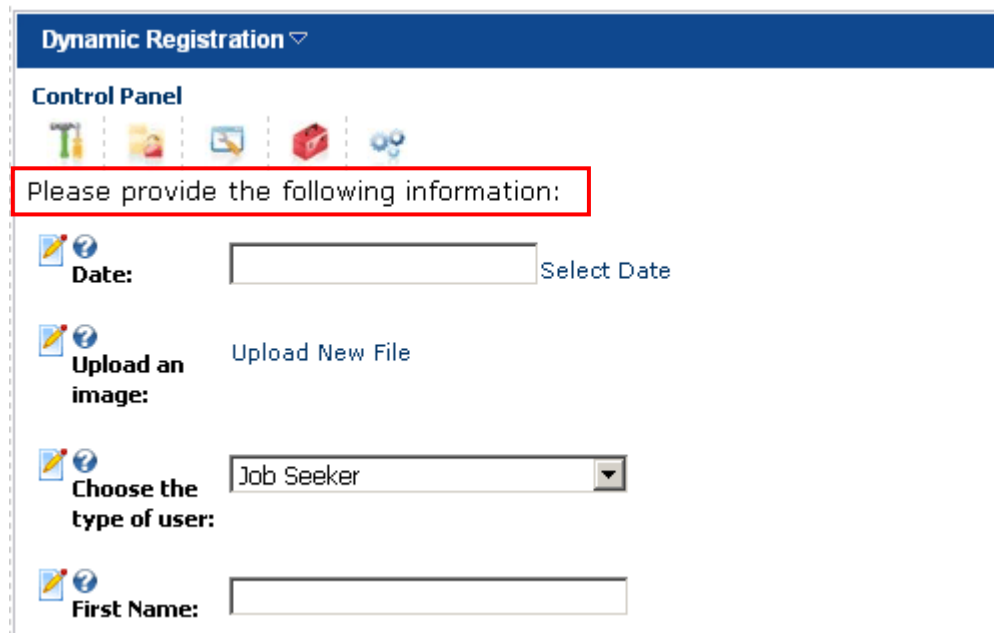 Dynamic Registration
Control Panel
Please provide the following information:
Date:
Select Date
Upload an
image:
Upload New File
Choose the
type of user:
Job Seeker
First Name: